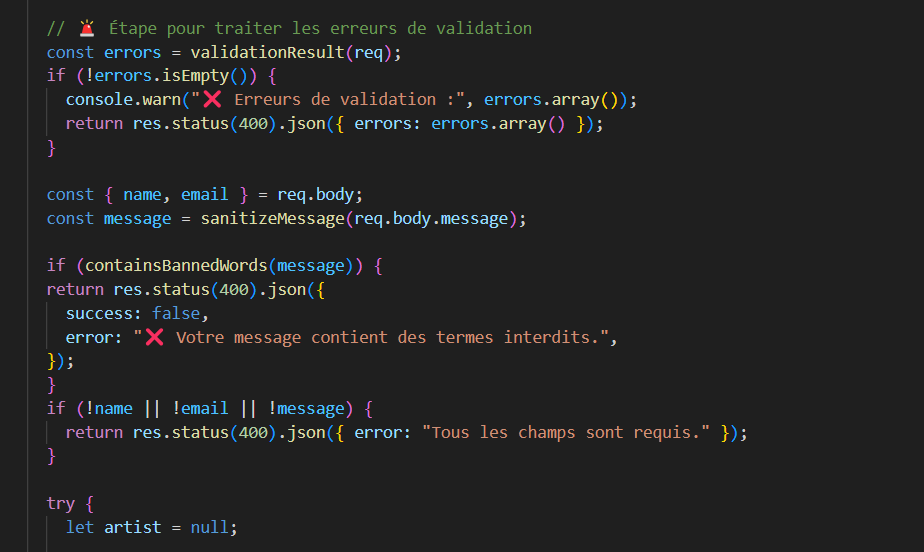 // 🚨 Étape pour traiter les erreurs de validation
const errors = validationResult(req);
if (!errors.isEmpty()) {
  console.warn("❌ Erreurs de validation :", errors.array());
  return res.status(400).json({ errors: errors.array() });
}

const { name, email } = req.body;
const message = sanitizeMessage(req.body.message);

if (containsBannedWords(message)) {
return res.status(400).json({
  success: false,
  error: "❌ Votre message contient des termes interdits.",
});
}
if (!name || !email || !message) {
  return res.status(400).json({ error: "Tous les champs sont requis." });
}

try {
  let artist = null;